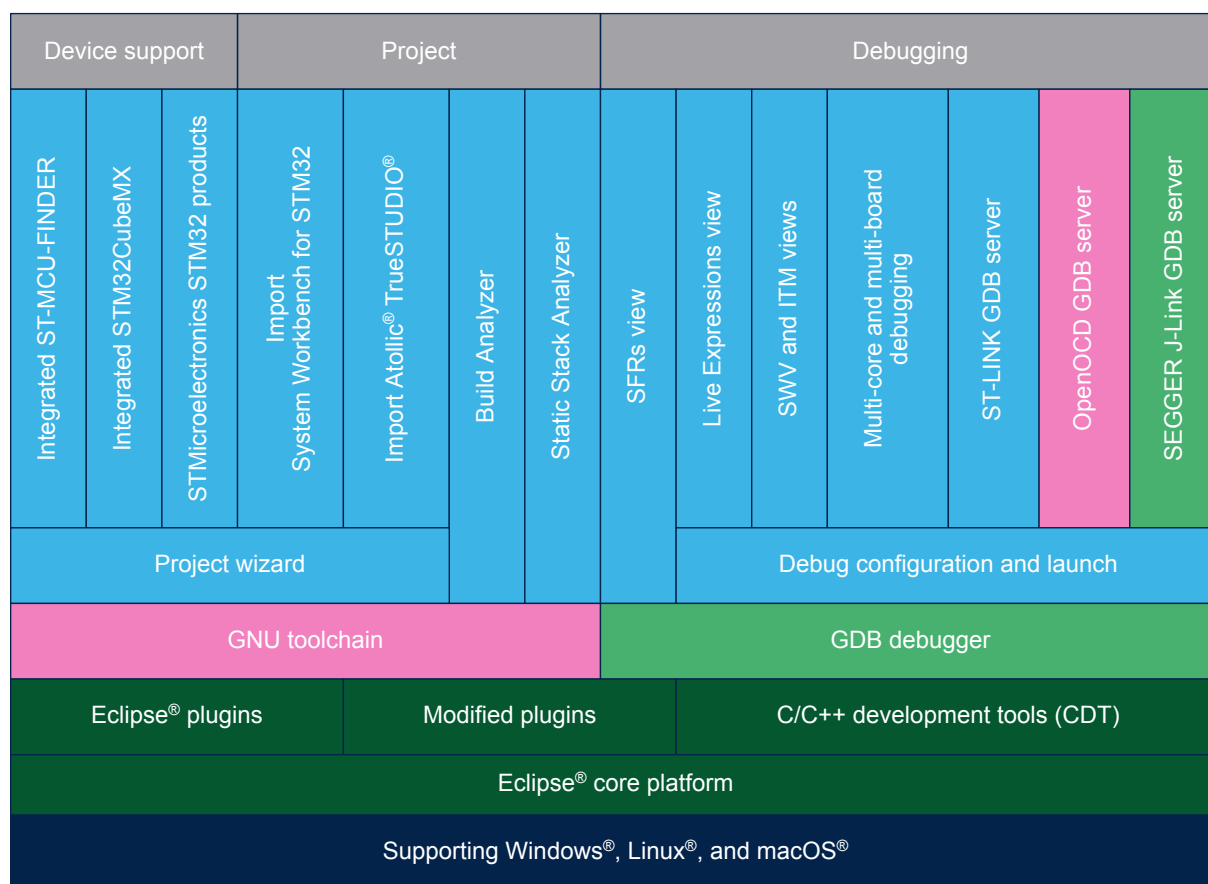 Device support
Project
Debugging
Integrated ST-MCU-FINDER
Integrated STM32CubeMX
STMicroelectronics STM32 products
Import
System Workbench for STM32
Import Atollic® TrueSTUDIO®
Build Analyzer
Static Stack Analyzer
SFRs view
Live Expressions view
SWV and ITM views
Multi-core and multi-board
debugging
ST-LINK GDB server
OpenOCD GDB server
SEGGER J-Link GDB server
Project wizard
Debug configuration and launch
GNU toolchain
GDB debugger
Eclipse® plugins
Modified plugins
C/C++ development tools (CDT)
Eclipse® core platform
Supporting Windows®, Linux®, and macOS®